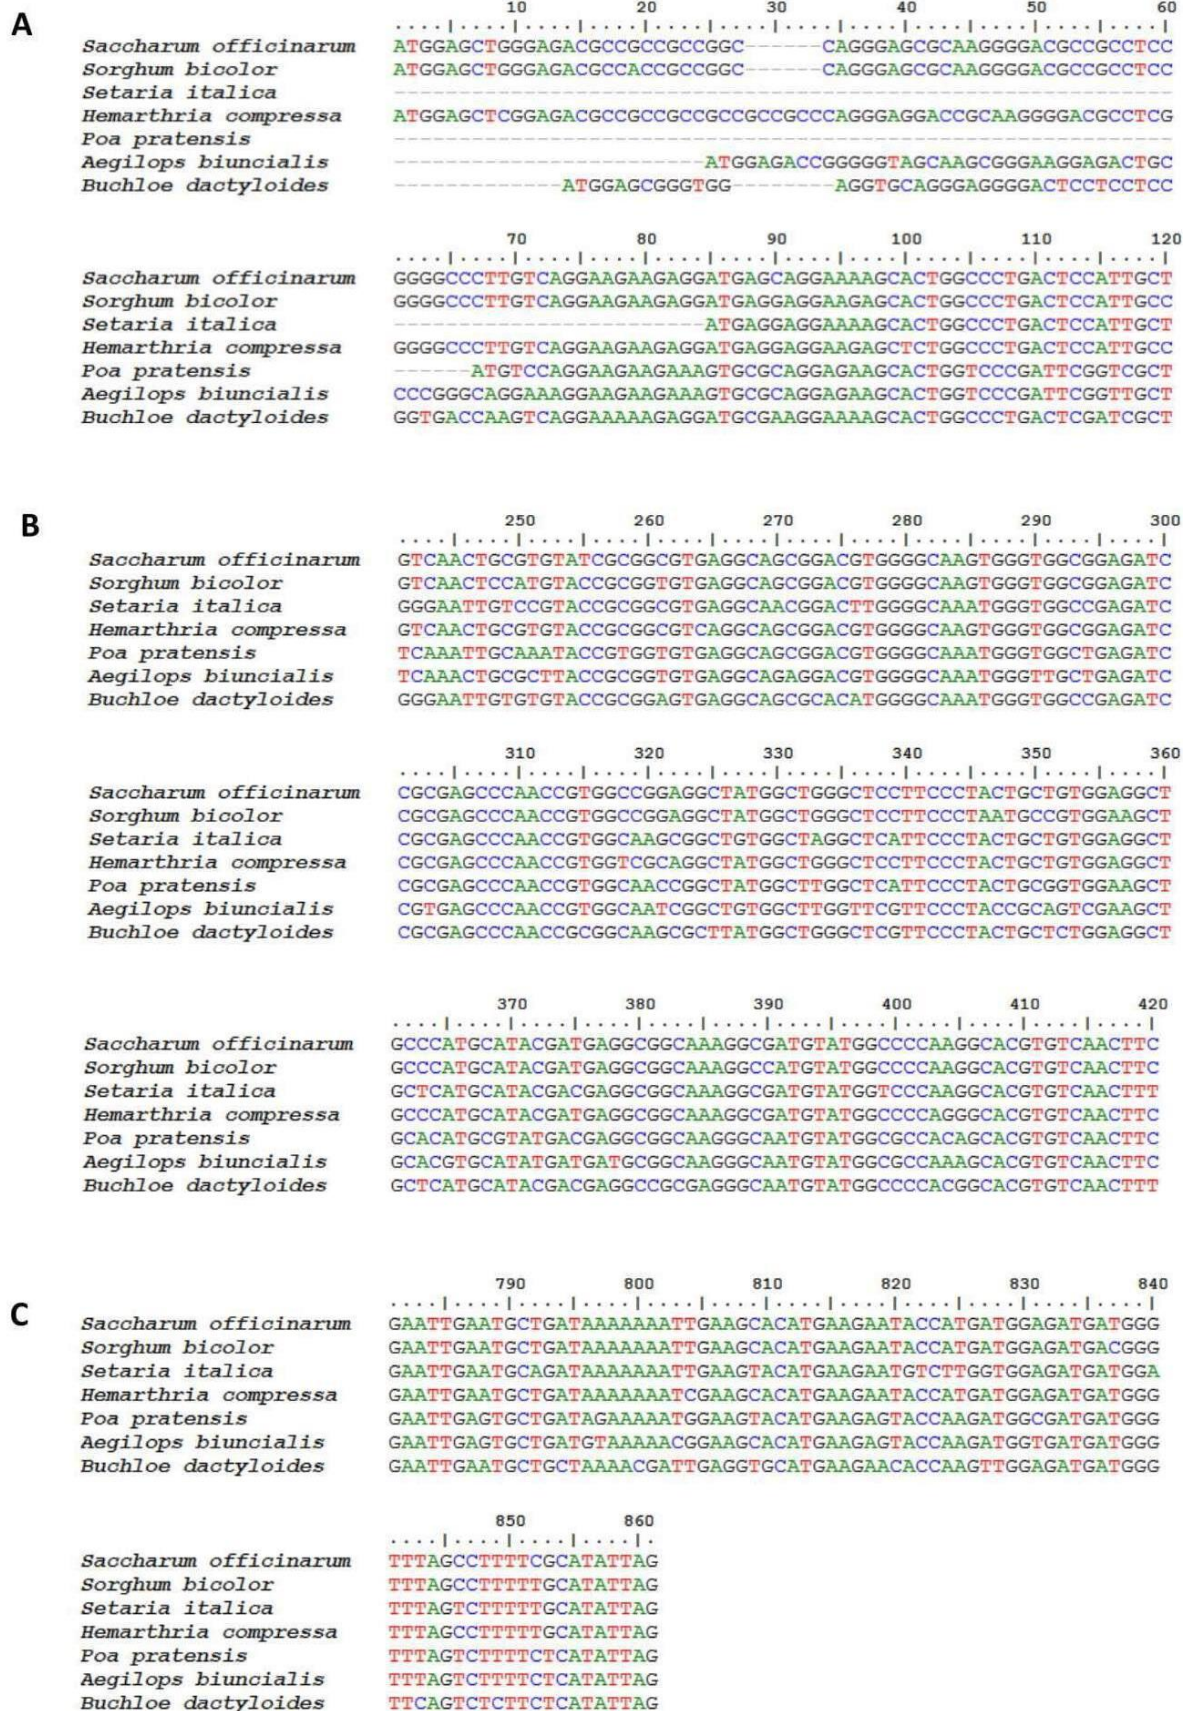 A
10 20 30 40 50 60
....|....|....|....|....|....|....|....|....|....|....|....|
Saccharum officinarum ATGGAGCTGGGAGACGCCGCCGCCGGC------CAGGGAGCGCAAGGGGACGCCGCCTCC
Sorghum bicolor ATGGAGCTGGGAGACGCCACCGCCGGC------CAGGGAGCGCAAGGGGACGCCGCCTCC
Setaria italica ------------------------------------------------------------
Hemarthria compressa ATGGAGCTCGGAGACGCCGCCGCCGCCGCCGCCCAGGGAGGACCGCAAGGGGACGCCTCG
Poa pratensis ------------------------------------------------------------
Aegilops biuncialis ------------------------ATGGAGACCGGGGGTAGCAAGCGGGAAGGAGACTGC
Buchloe dactyloides -------------ATGGAGCGGGTGG--------AGGTGCAGGGAGGGGACTCCTCCTCC
70 80 90 100 110 120
....|....|....|....|....|....|....|....|....|....|....|....|
Saccharum officinarum GGGGCCCTTGTCAGGAAGAAGAGGATGAGCAGGAAAAGCACTGGCCCTGACTCCATTGCT
Sorghum bicolor GGGGCCCTTGTCAGGAAGAAGAGGATGAGGAGGAAGAGCACTGGCCCTGACTCCATTGCC
Setaria italica ------------------------ATGAGGAGGAAAAGCACTGGCCCTGACTCCATTGCT
Hemarthria compressa GGGGCCCTTGTCAGGAAGAAGAGGATGAGGAGGAAGAGCTCTGGCCCTGACTCCATTGCC
Poa pratensis ------ATGTCCAGGAAGAAGAAAGTGCGCAGGAGAAGCACTGGTCCCGATTCGGTCGCT
Aegilops biuncialis CCCGGGCAGGAAAGGAAGAAGAAAGTGCGCAGGAGAAGCACTGGTCCCGATTCGGTTGCT
Buchloe dactyloides GGTGACCAAGTCAGGAAAAAGAGGATGCGAAGGAAAAGCACTGGCCCTGACTCGATCGCT
B
250 260 270 280 290 300
....|....|....|....|....|....|....|....|....|....|....|....|
Saccharum officinarum GTCAACTGCGTGTATCGCGGCGTGAGGCAGCGGACGTGGGGCAAGTGGGTGGCGGAGATC
Sorghum bicolor GTCAACTCCATGTACCGCGGTGTGAGGCAGCGGACGTGGGGCAAGTGGGTGGCGGAGATC
Setaria italica GGGAATTGTCCGTACCGCGGCGTGAGGCAACGGACTTGGGGCAAATGGGTGGCCGAGATC
Hemarthria compressa GTCAACTGCGTGTACCGCGGCGTCAGGCAGCGGACGTGGGGCAAGTGGGTGGCGGAGATC
Poa pratensis TCAAATTGCAAATACCGTGGTGTGAGGCAGCGGACGTGGGGCAAATGGGTGGCTGAGATC
Aegilops biuncialis TCAAACTGCGCTTACCGCGGTGTGAGGCAGAGGACGTGGGGCAAATGGGTTGCTGAGATC
Buchloe dactyloides GGGAATTGTGTGTACCGCGGAGTGAGGCAGCGCACATGGGGCAAATGGGTGGCCGAGATC
310 320 330 340 350 360
....|....|....|....|....|....|....|....|....|....|....|....|
Saccharum officinarum CGCGAGCCCAACCGTGGCCGGAGGCTATGGCTGGGCTCCTTCCCTACTGCTGTGGAGGCT
Sorghum bicolor CGCGAGCCCAACCGTGGCCGGAGGCTATGGCTGGGCTCCTTCCCTAATGCCGTGGAAGCT
Setaria italica CGCGAGCCCAACCGTGGCAAGCGGCTGTGGCTAGGCTCATTCCCTACTGCTGTGGAGGCT
Hemarthria compressa CGCGAGCCCAACCGTGGTCGCAGGCTATGGCTGGGCTCCTTCCCTACTGCTGTGGAGGCT
Poa pratensis CGCGAGCCCAACCGTGGCAACCGGCTATGGCTTGGCTCATTCCCTACTGCGGTGGAAGCT
Aegilops biuncialis CGTGAGCCCAACCGTGGCAATCGGCTGTGGCTTGGTTCGTTCCCTACCGCAGTCGAAGCT
Buchloe dactyloides CGCGAGCCCAACCGCGGCAAGCGCTTATGGCTGGGCTCGTTCCCTACTGCTCTGGAGGCT
370 380 390 400 410 420
....|....|....|....|....|....|....|....|....|....|....|....|
Saccharum officinarum GCCCATGCATACGATGAGGCGGCAAAGGCGATGTATGGCCCCAAGGCACGTGTCAACTTC
Sorghum bicolor GCCCATGCATACGATGAGGCGGCAAAGGCCATGTATGGCCCCAAGGCACGTGTCAACTTC
Setaria italica GCTCATGCATACGACGAGGCGGCAAAGGCGATGTATGGTCCCAAGGCACGTGTCAACTTT
Hemarthria compressa GCCCATGCATACGATGAGGCGGCAAAGGCGATGTATGGCCCCAGGGCACGTGTCAACTTC
Poa pratensis GCACATGCGTATGACGAGGCGGCAAGGGCAATGTATGGCGCCACAGCACGTGTCAACTTC
Aegilops biuncialis GCACGTGCATATGATGATGCGGCAAGGGCAATGTATGGCGCCAAAGCACGTGTCAACTTC
Buchloe dactyloides GCTCATGCATACGACGAGGCCGCGAGGGCAATGTATGGCCCCACGGCACGTGTCAACTTT
C
790 800 810 820 830 840
....|....|....|....|....|....|....|....|....|....|....|....|
Saccharum officinarum GAATTGAATGCTGATAAAAAAATTGAAGCACATGAAGAATACCATGATGGAGATGATGGG
Sorghum bicolor GAATTGAATGCTGATAAAAAAATTGAAGCACATGAAGAATACCATGATGGAGATGACGGG
Setaria italica GAATTGAATGCAGATAAAAAAATTGAAGTACATGAAGAATGTCTTGGTGGAGATGATGGA
Hemarthria compressa GAATTGAATGCTGATAAAAAAATCGAAGCACATGAAGAATACCATGATGGAGATGATGGG
Poa pratensis GAATTGAGTGCTGATAGAAAAATGGAAGTACATGAAGAGTACCAAGATGGCGATGATGGG
Aegilops biuncialis GAATTGAGTGCTGATGTAAAAACGGAAGCACATGAAGAGTACCAAGATGGTGATGATGGG
Buchloe dactyloides GAATTGAATGCTGCTAAAACGATTGAGGTGCATGAAGAACACCAAGTTGGAGATGATGGG
850 860
....|....|....|....|.
Saccharum officinarum TTTAGCCTTTTCGCATATTAG
Sorghum bicolor TTTAGCCTTTTTGCATATTAG
Setaria italica TTTAGTCTTTTTGCATATTAG
Hemarthria compressa TTTAGCCTTTTTGCATATTAG
Poa pratensis TTTAGTCTTTTCTCATATTAG
Aegilops biuncialis TTTAGTCTTTTCTCATATTAG
Buchloe dactyloides TTCAGTCTCTTCTCATATTAG